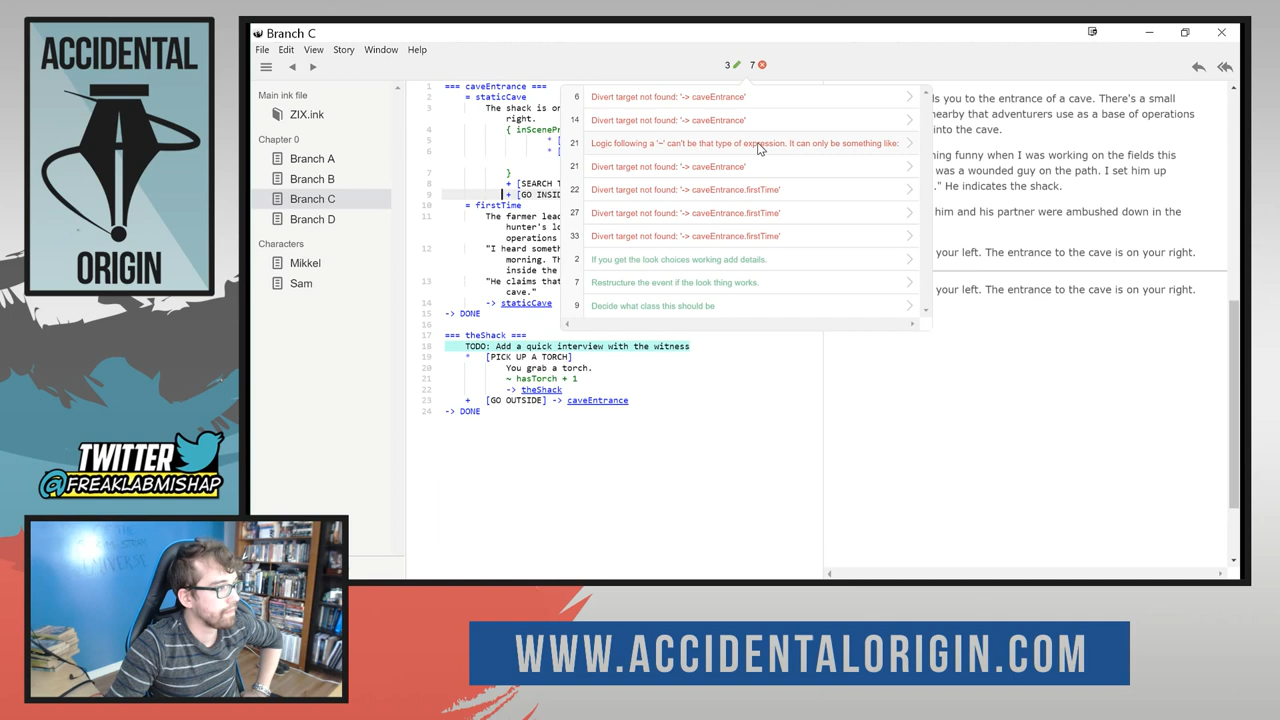 ACCIDENTAL
ORIGIN
TWITTER
@FREAKLABMISHAP
Branch C
File Edit View Story Window Help
3 7
Main ink file
ZIX.ink
Chapter 0
Branch A
Branch B
Branch C
Branch D
Characters
Mikkel
Sam
1 === caveEntrance ===
2 = staticCave
3 The shack is on
right.
4 { inScenePr
5 * [
6 * [
}
8 + [SEARCH T
9 + [GO INSID
10 = firstTime
11 The farmer lead
hunter's lo
operations
12 "I heard someth
morning. Th
inside the
13 "He claims that
cave."
14 -> staticCave
15 -> DONE
16
17 === theShack ===
18 TODO: Add a quick interview with the witness
19 * [PICK UP A TORCH]
20 You grab a torch.
21 ~ hasTorch + 1
22 -> theShack
23 + [GO OUTSIDE] -> caveEntrance
24 -> DONE
6 Divert target not found: '-> caveEntrance'
14 Divert target not found: '-> caveEntrance'
21 Logic following a '~' can't be that type of expression. It can only be something like:
21 Divert target not found: '-> caveEntrance'
22 Divert target not found: '-> caveEntrance.firstTime'
27 Divert target not found: '-> caveEntrance.firstTime'
33 Divert target not found: '-> caveEntrance.firstTime'
2 If you get the look choices working add details.
7 Restructure the event if the look thing works.
9 Decide what class this should be
ds you to the entrance of a cave. There's a small
nearby that adventurers use as a base of operations
into the cave.
hing funny when I was working on the fields this
was a wounded guy on the path. I set him up
." He indicates the shack.
him and his partner were ambushed down in the
your left. The entrance to the cave is on your right.
your left. The entrance to the cave is on your right.
WWW.ACCIDENTALORIGIN.COM